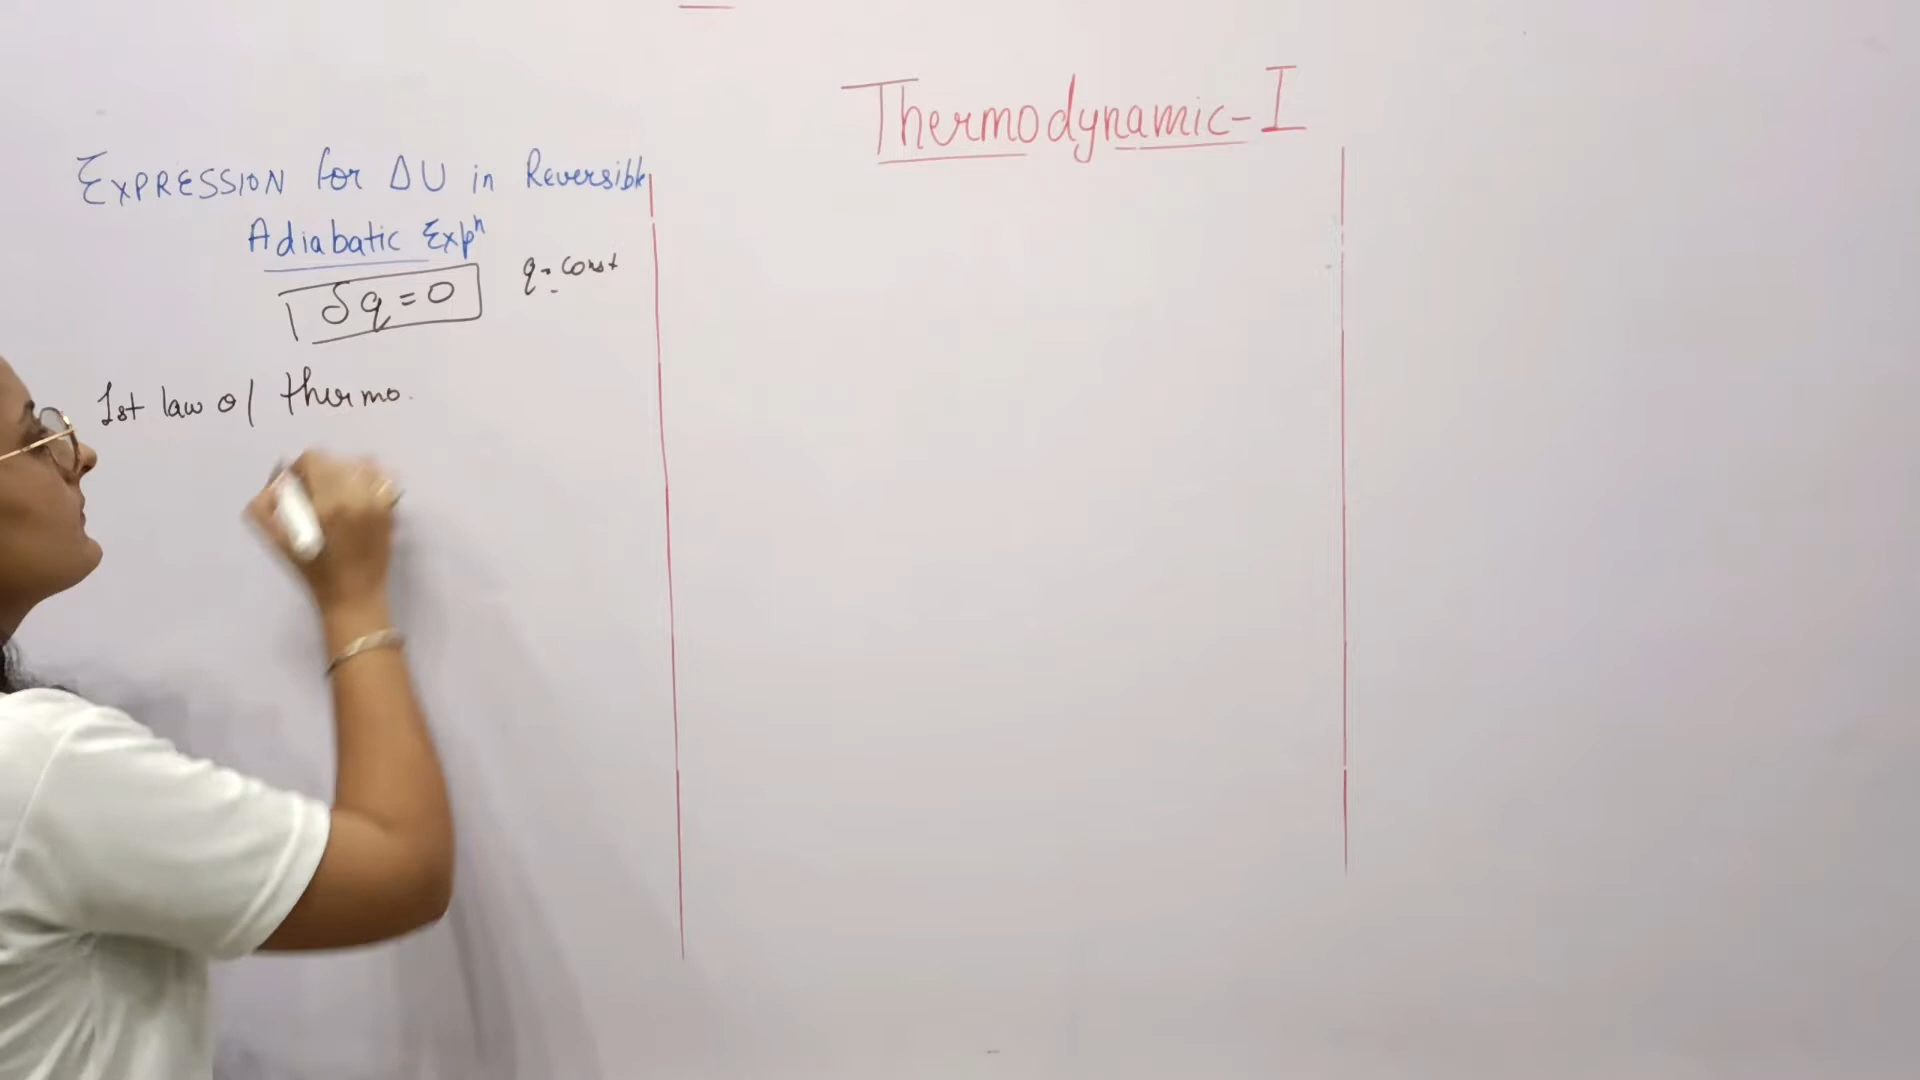 Thermodynamic-I
EXPRESSION for ΔU in Reversible
Adiabatic Expⁿ
δq = 0
q = const
1st law of thermo.